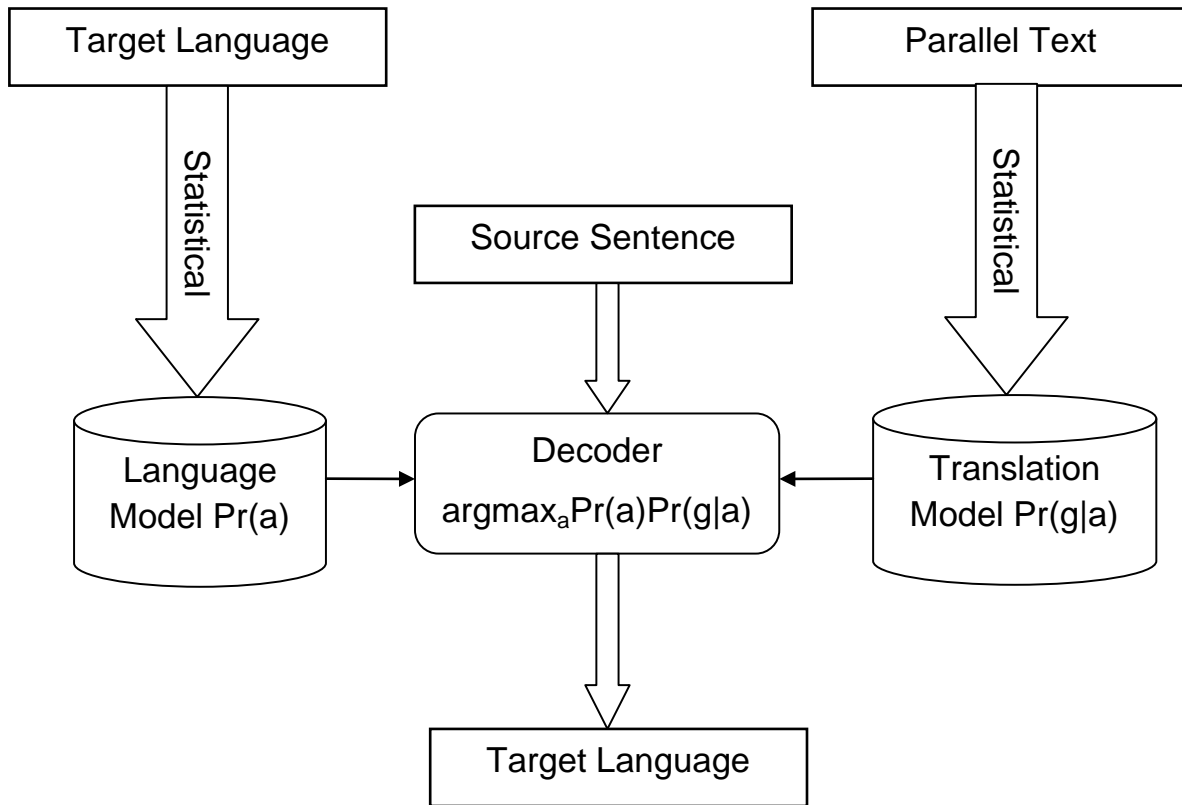 Target Language
Parallel Text
Statistical
Statistical
Source Sentence
Language
Model Pr(a)
Decoder
argmaxₐPr(a)Pr(g|a)
Translation
Model Pr(g|a)
Target Language